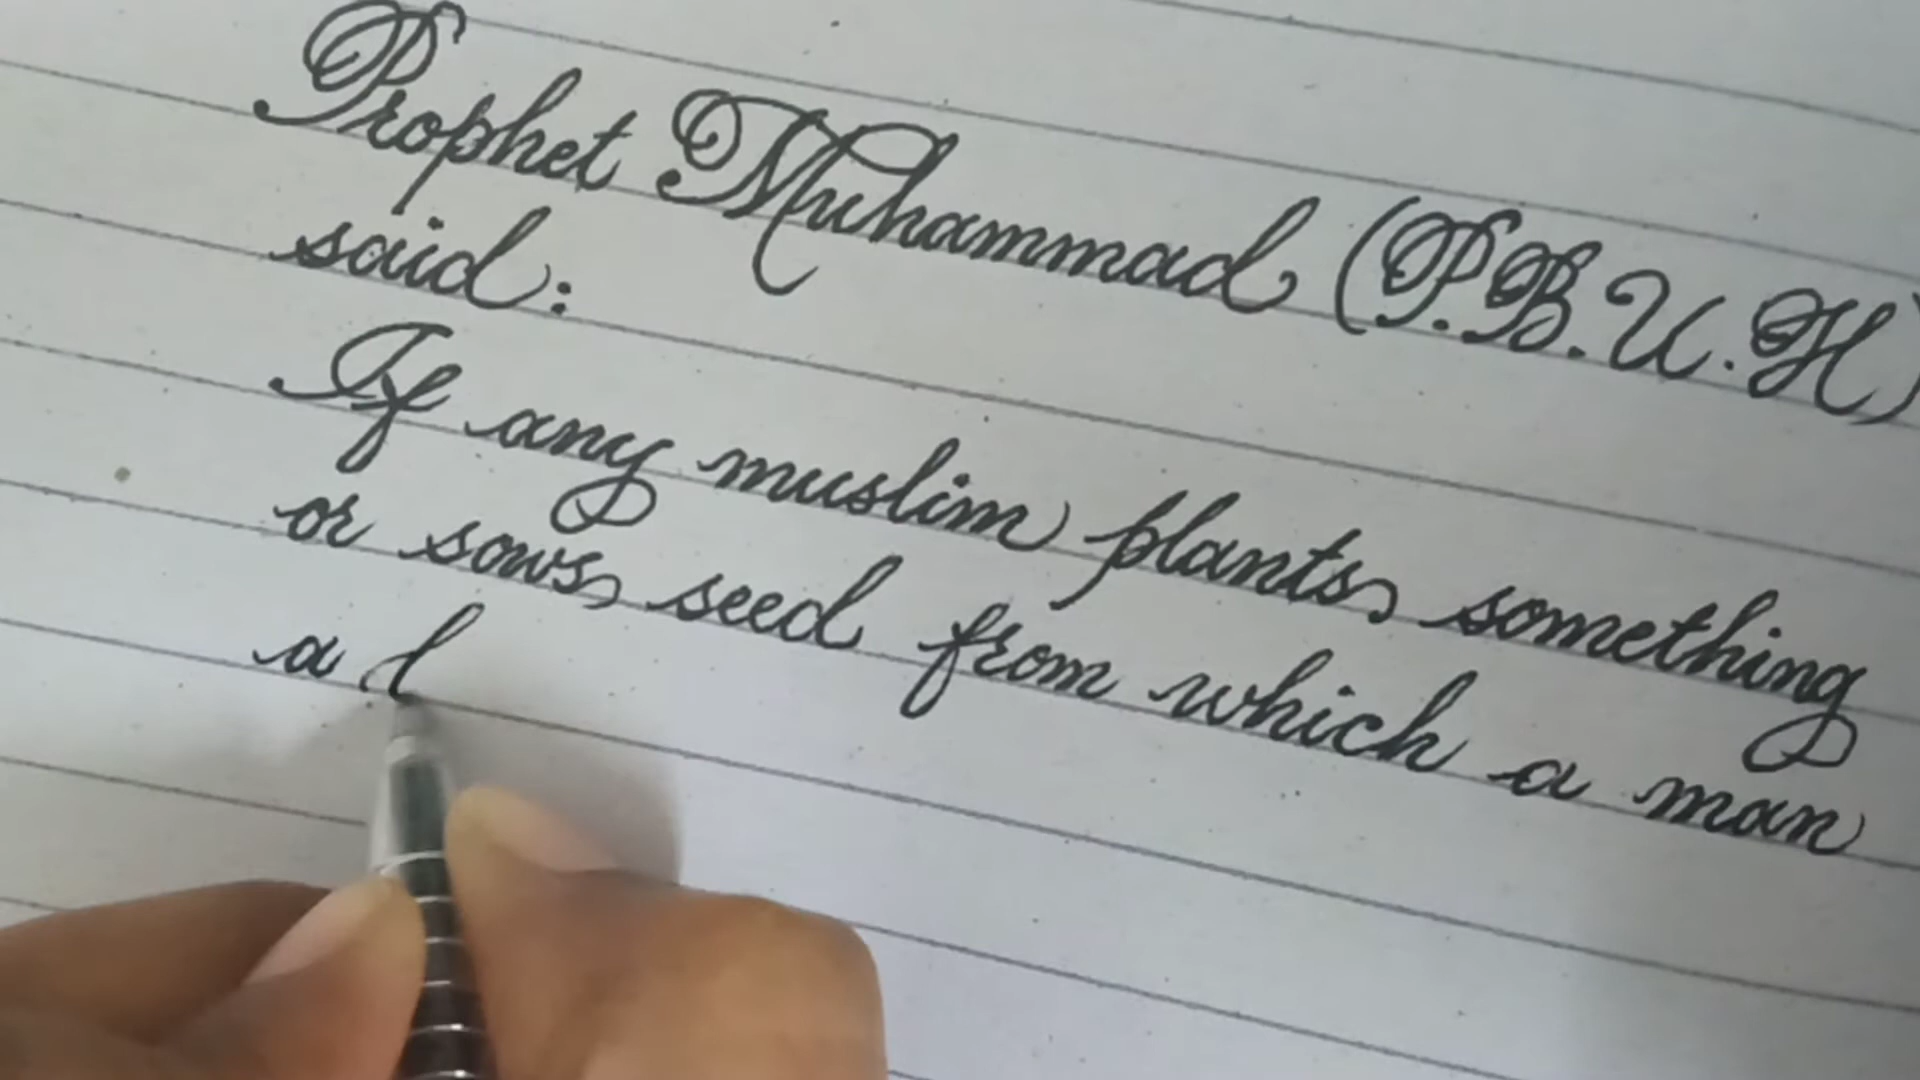 Prophet Muhammad (P.B.U.H)
said:
If any muslim plants something
or sows seed from which a man
a